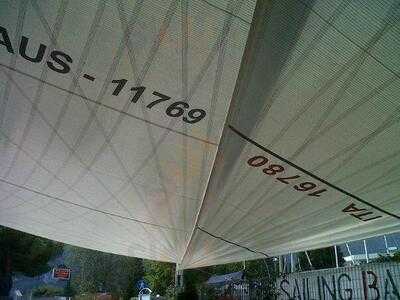 AUS - 11769
ITA 16780
SAILING BA